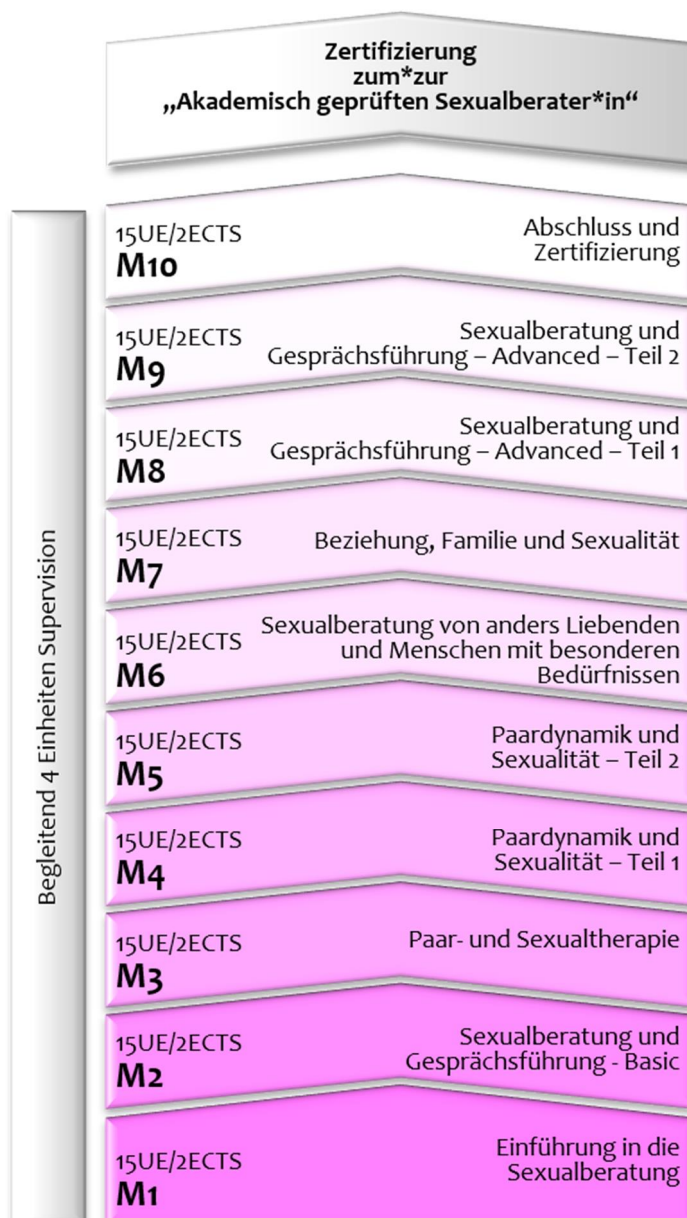 Zertifizierung
zum*zur
„Akademisch geprüften Sexualberater*in“
15UE/2ECTS
M10
Abschluss und
Zertifizierung
15UE/2ECTS
M9
Sexualberatung und
Gesprächsführung – Advanced – Teil 2
15UE/2ECTS
M8
Sexualberatung und
Gesprächsführung – Advanced – Teil 1
15UE/2ECTS
M7
Beziehung, Familie und Sexualität
15UE/2ECTS
M6
Sexualberatung von anders Liebenden
und Menschen mit besonderen
Bedürfnissen
15UE/2ECTS
M5
Paardynamik und
Sexualität – Teil 2
15UE/2ECTS
M4
Paardynamik und
Sexualität – Teil 1
15UE/2ECTS
M3
Paar- und Sexualtherapie
15UE/2ECTS
M2
Sexualberatung und
Gesprächsführung - Basic
15UE/2ECTS
M1
Einführung in die
Sexualberatung
Begleitend 4 Einheiten Supervision